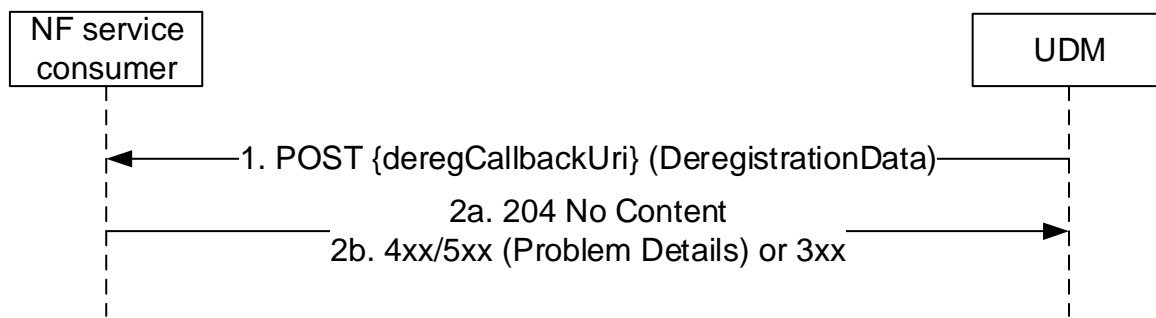 NF service
consumer
UDM
1. POST {deregCallbackUri} (DeregistrationData)
2a. 204 No Content
2b. 4xx/5xx (Problem Details) or 3xx